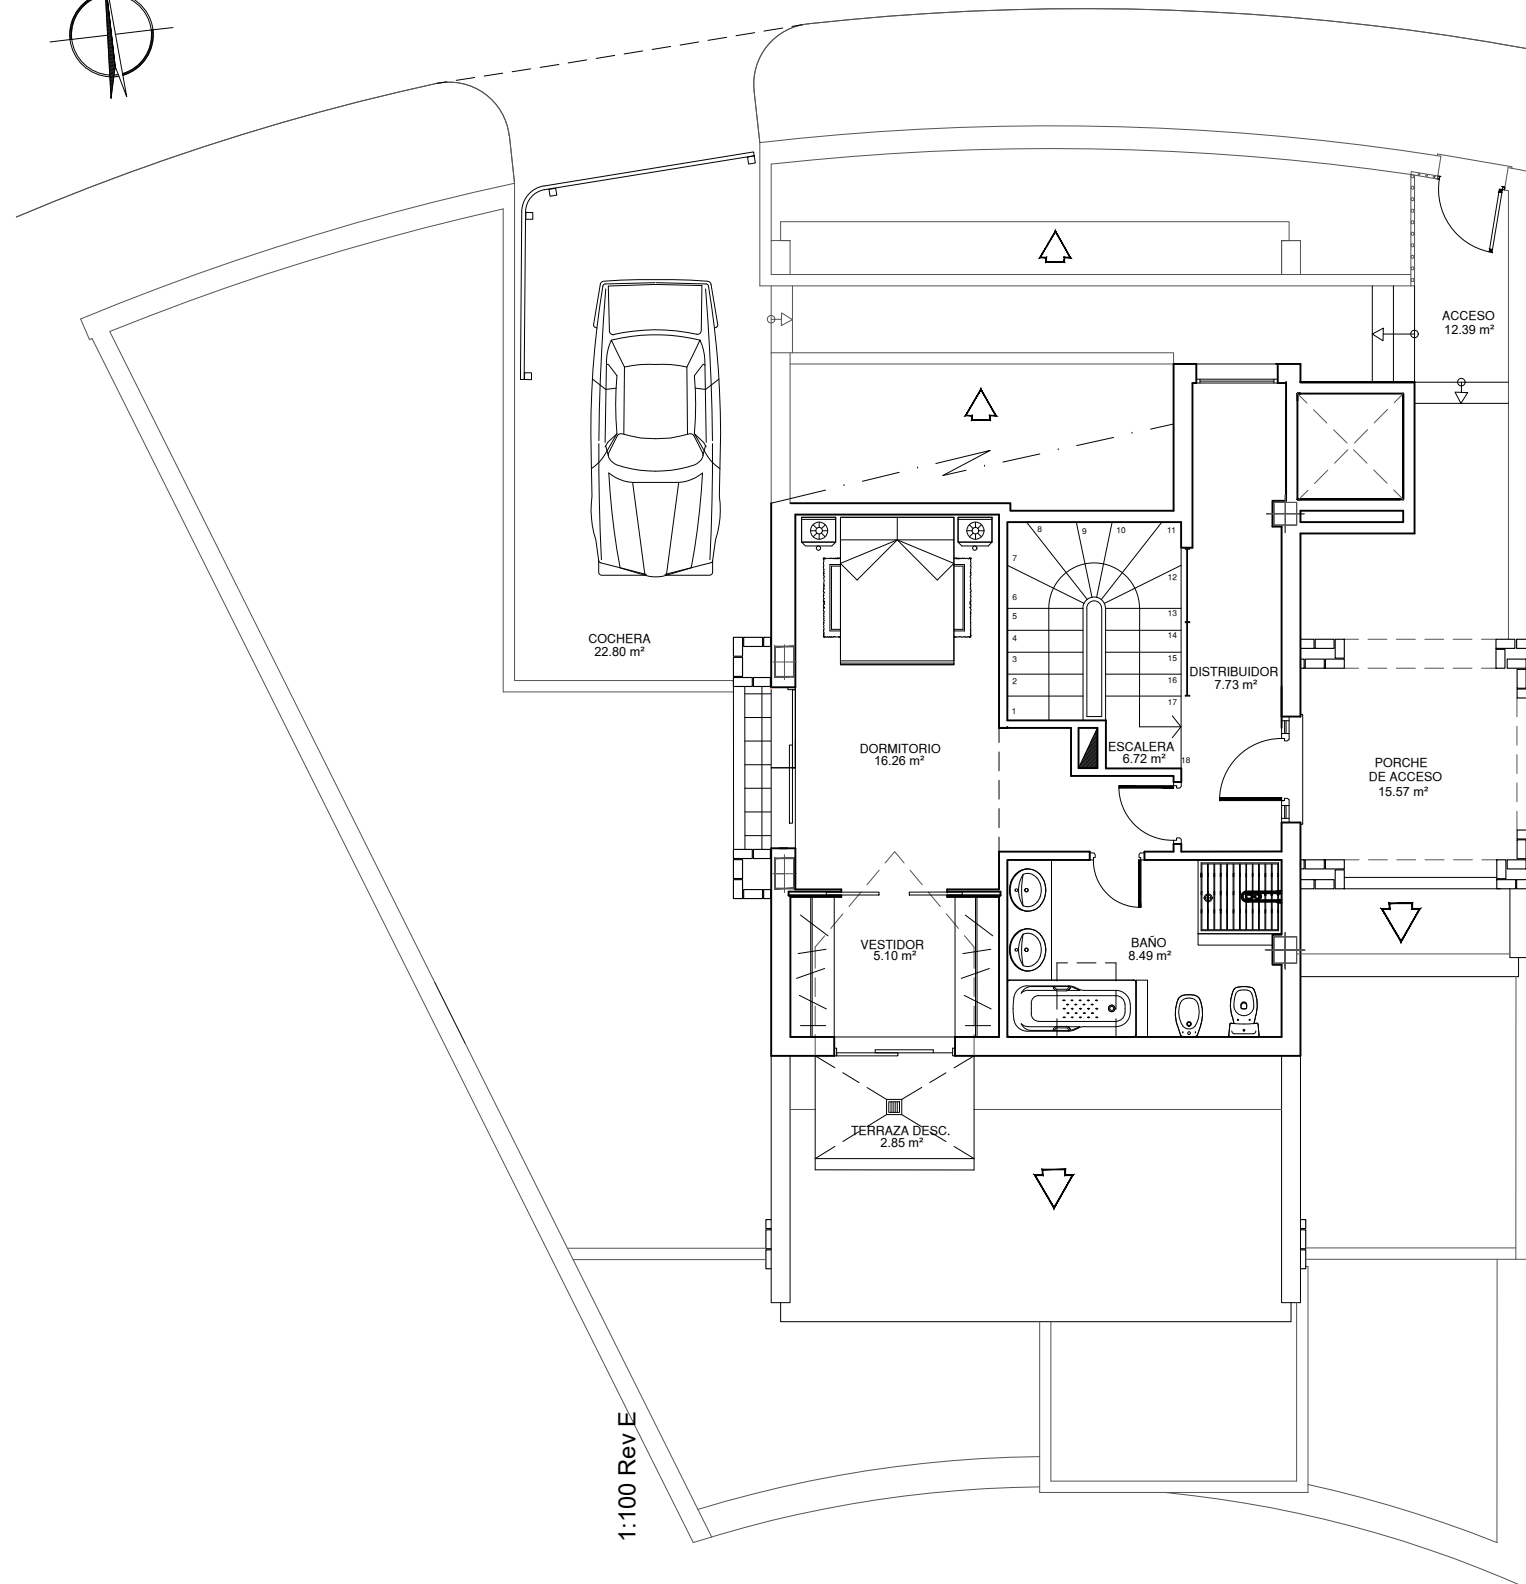 ACCESO
12.39 m²
8
9
10
11
7
12
6
5
13
4
14
3
15
2
16
1
17
18
COCHERA
22.80 m²
DISTRIBUIDOR
7.73 m²
DORMITORIO
16.26 m²
ESCALERA
6.72 m²
PORCHE
DE ACCESO
15.57 m²
VESTIDOR
5.10 m²
BAÑO
8.49 m²
TERRAZA DESC.
2.85 m²
1:100 Rev E